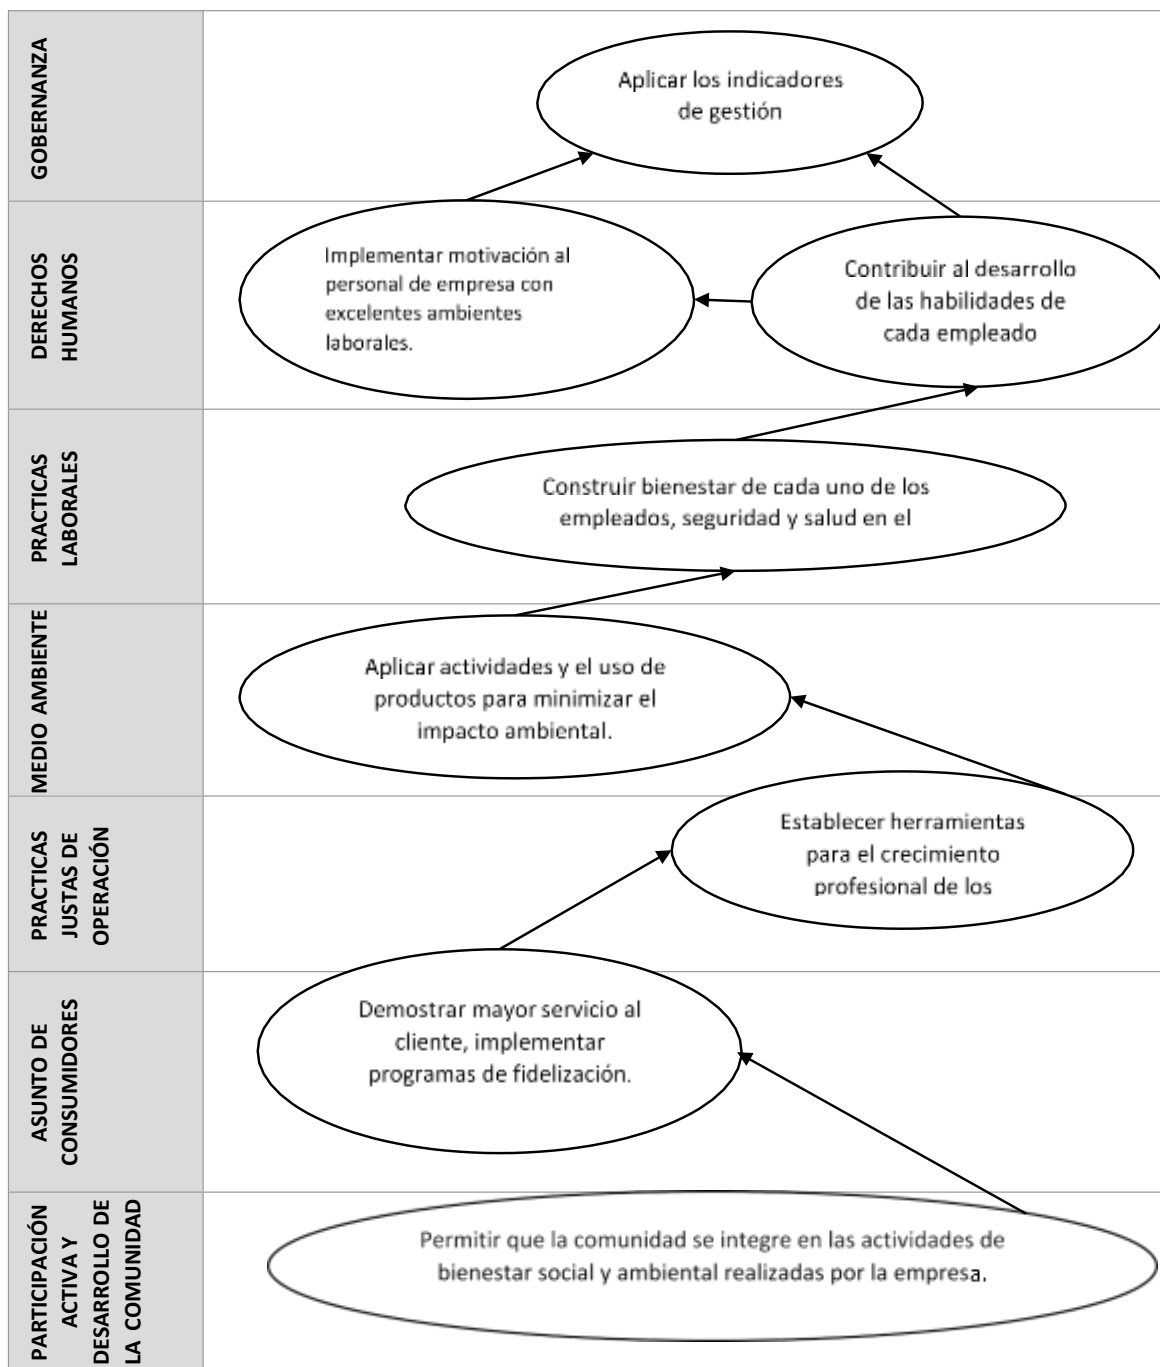 GOBERNANZA
Aplicar los indicadores
de gestión
DERECHOS
HUMANOS
Implementar motivación al
personal de empresa con
excelentes ambientes
laborales.
Contribuir al desarrollo
de las habilidades de
cada empleado
PRACTICAS
LABORALES
Construir bienestar de cada uno de los
empleados, seguridad y salud en el
MEDIO AMBIENTE
Aplicar actividades y el uso de
productos para minimizar el
impacto ambiental.
PRACTICAS
JUSTAS DE
OPERACIÓN
Establecer herramientas
para el crecimiento
profesional de los
ASUNTO DE
CONSUMIDORES
Demostrar mayor servicio al
cliente, implementar
programas de fidelización.
PARTICIPACIÓN
ACTIVA Y
DESARROLLO DE
LA COMUNIDAD
Permitir que la comunidad se integre en las actividades de
bienestar social y ambiental realizadas por la empresa.